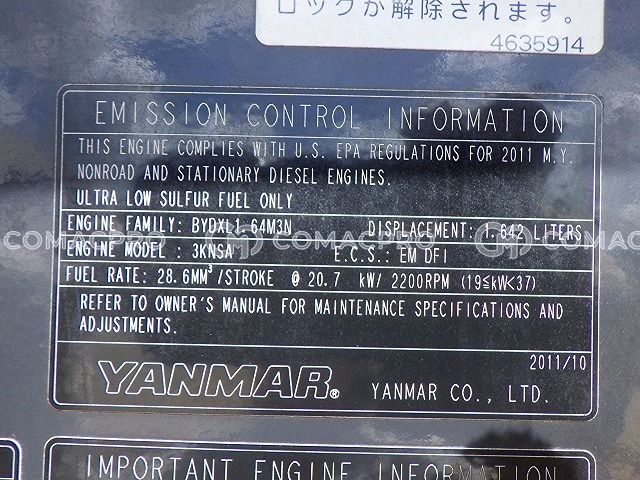 ロックが解除されます。
4635914
EMISSION CONTROL INFORMATION
THIS ENGINE COMPLIES WITH U.S. EPA REGULATIONS FOR 2011 M.Y.
NONROAD AND STATIONARY DIESEL ENGINES.
ULTRA LOW SULFUR FUEL ONLY
ENGINE FAMILY: BYDXL1.64M3N DISPLACEMENT: 1.642 LITERS
ENGINE MODEL : 3KNSA E.C.S.: EM DFI
FUEL RATE: 28.6MM³/STROKE @ 20.7 kW/ 2200RPM (19≦kW<37)
REFER TO OWNER'S MANUAL FOR MAINTENANCE SPECIFICATIONS AND
ADJUSTMENTS.
2011/10
YANMAR® YANMAR CO., LTD.
IMPORTANT ENGINE INFORMATION
COMACPRO COMACPRO